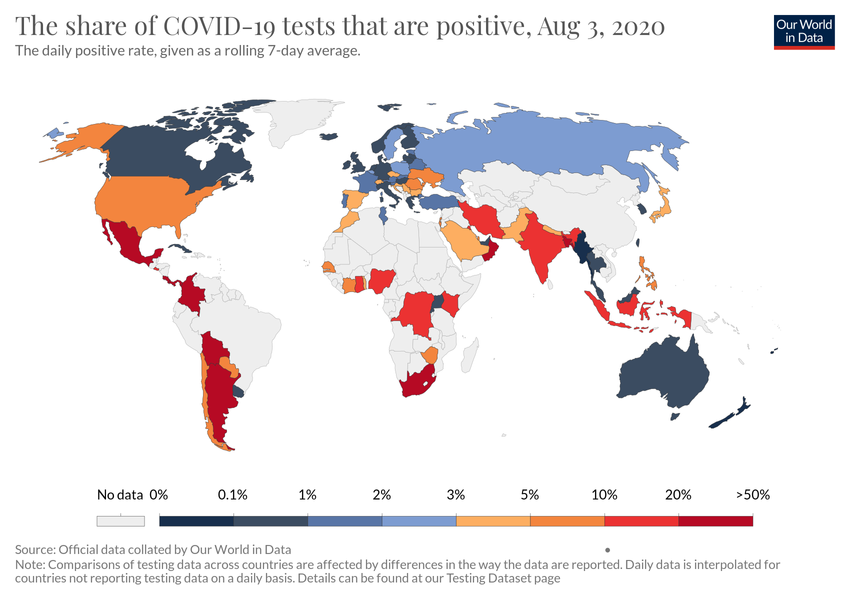 The share of COVID-19 tests that are positive, Aug 3, 2020
Our World
in Data
The daily positive rate, given as a rolling 7-day average.
No data 0% 0.1% 1% 2% 3% 5% 10% 20% >50%
Source: Official data collated by Our World in Data
Note: Comparisons of testing data across countries are affected by differences in the way the data are reported. Daily data is interpolated for
countries not reporting testing data on a daily basis. Details can be found at our Testing Dataset page